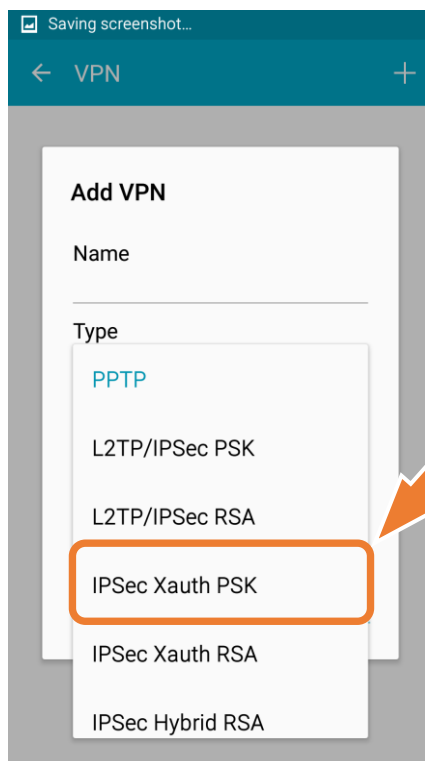 Saving screenshot...
VPN
Add VPN
Name
Type
PPTP
L2TP/IPSec PSK
L2TP/IPSec RSA
IPSec Xauth PSK
IPSec Xauth RSA
IPSec Hybrid RSA